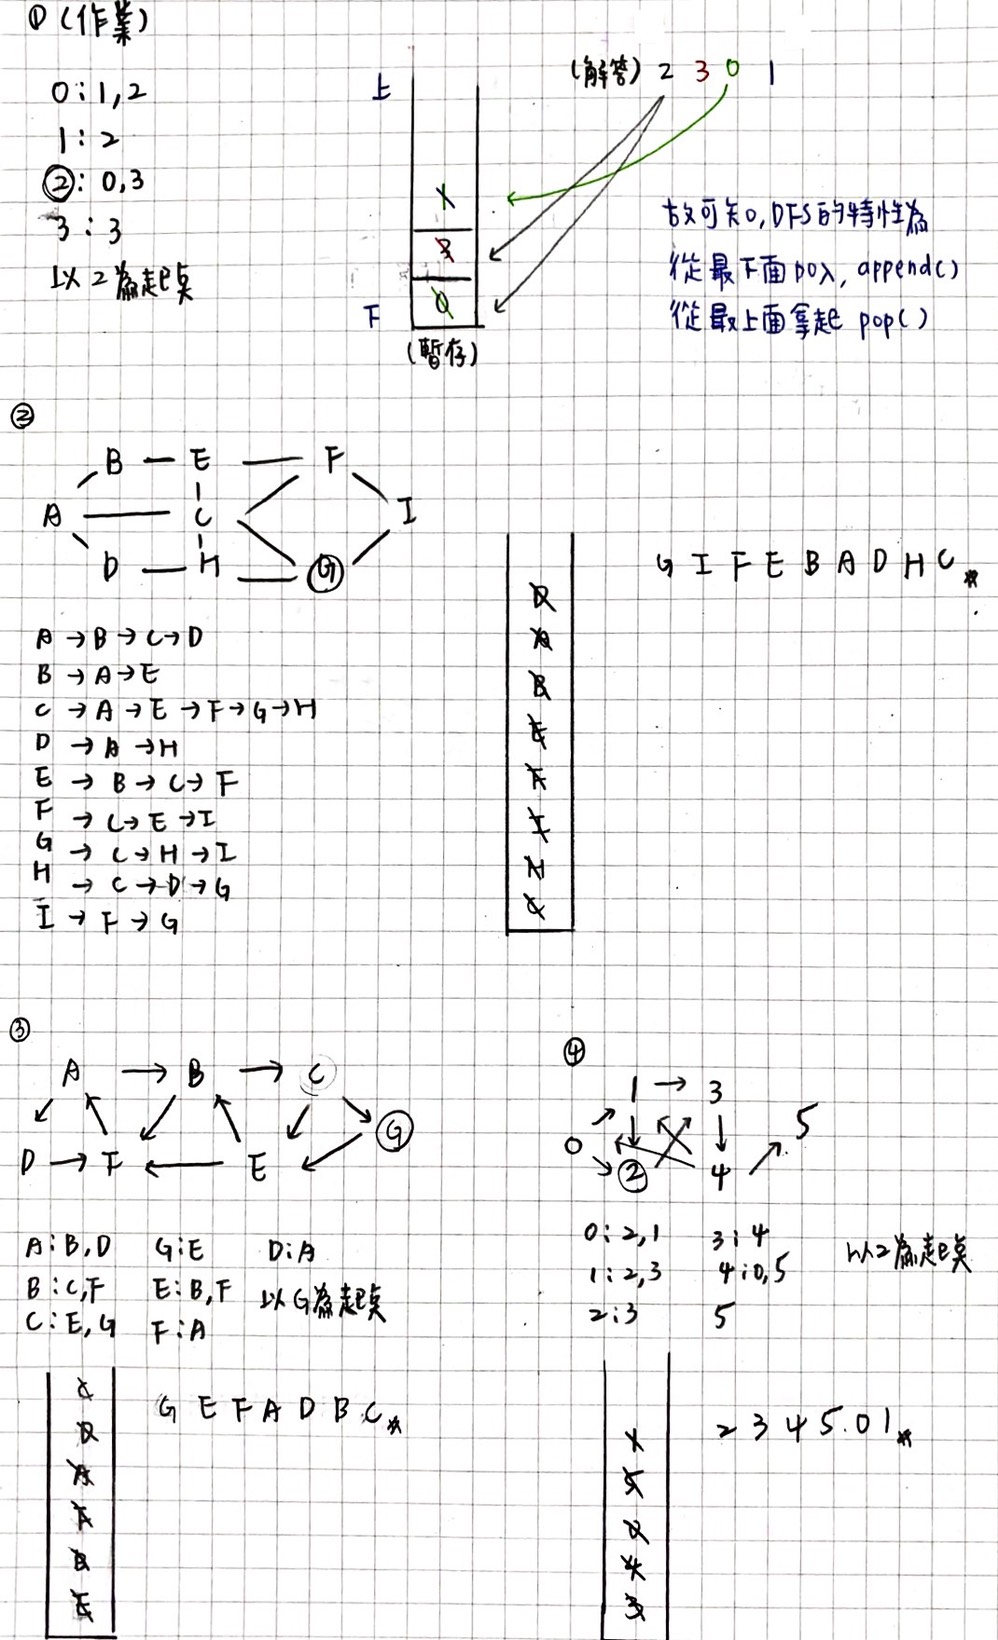 ① (作業)
0:1,2
1:2
②:0,3
3:3
以2為起點
上
下
1
3
0
(暫存)
(解答) 2 3 0 1
故可知,DFS的特性為
從最下面加入, append()
從最上面拿起 pop()
②
B E F
A C I
D H G
A→B→C→D
B→A→E
C→A→E→F→G→H
D→A→H
E→B→C→F
F→C→E→I
G→C→H→I
H→C→D→G
I→F→G
D
A
B
E
F
I
H
C
G I F E B A D H C
③
A → B → C
G
D → F ← E
A:B,D G:E D:A
B:C,F E:B,F 以G為起點
C:E,G F:A
C
D
A
F
B
E
G E F A D B C
④
1 → 3
0 5
② 4
0:2,1 3:4
1:2,3 4:0,5
2:3 5
以2為起點
1
5
0
4
3
2 3 4 5 0 1